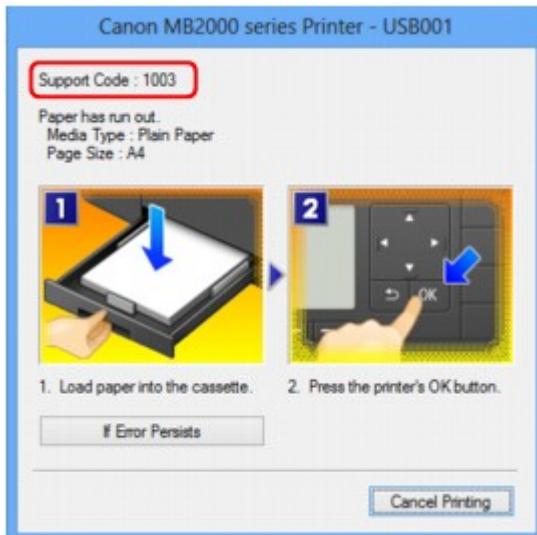 Canon MB2000 series Printer - USB001
Support Code : 1003
Paper has run out.
Media Type : Plain Paper
Page Size : A4
1
2
OK
1. Load paper into the cassette.
2. Press the printer's OK button.
If Error Persists
Cancel Printing